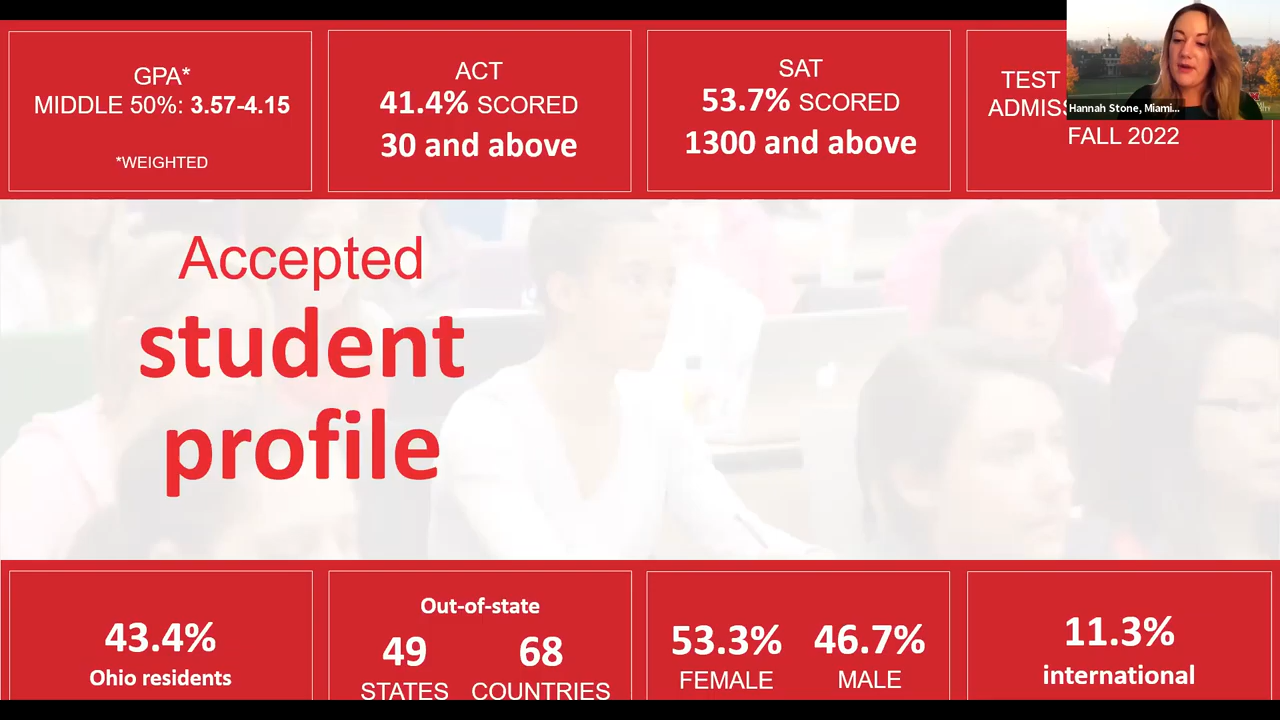 GPA*
MIDDLE 50%: 3.57-4.15
*WEIGHTED
ACT
41.4% SCORED
30 and above
SAT
53.7% SCORED
1300 and above
TEST
FALL 2022
Hannah Stone, Miami...
Accepted
student
profile
43.4%
Ohio residents
Out-of-state
49 68
STATES COUNTRIES
53.3% 46.7%
FEMALE MALE
11.3%
international